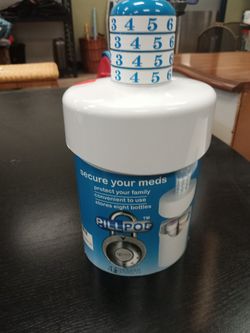 3 4 5 6
3 4 5 6
3 4 5 6
3 4 5 6
secure your meds
protect your family
convenient to use
stores eight bottles
PILLPOD™